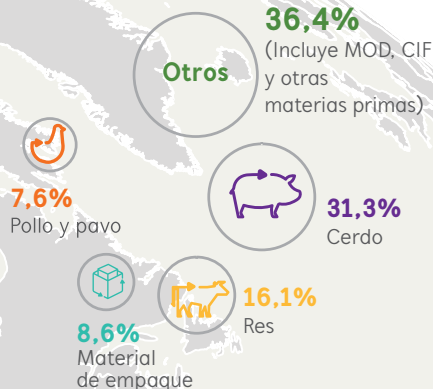 36,4%
Otros
(Incluye MOD, CIF
y otras
materias primas)
7,6%
Pollo y pavo
31,3%
Cerdo
16,1%
Res
8,6%
Material
de empaque